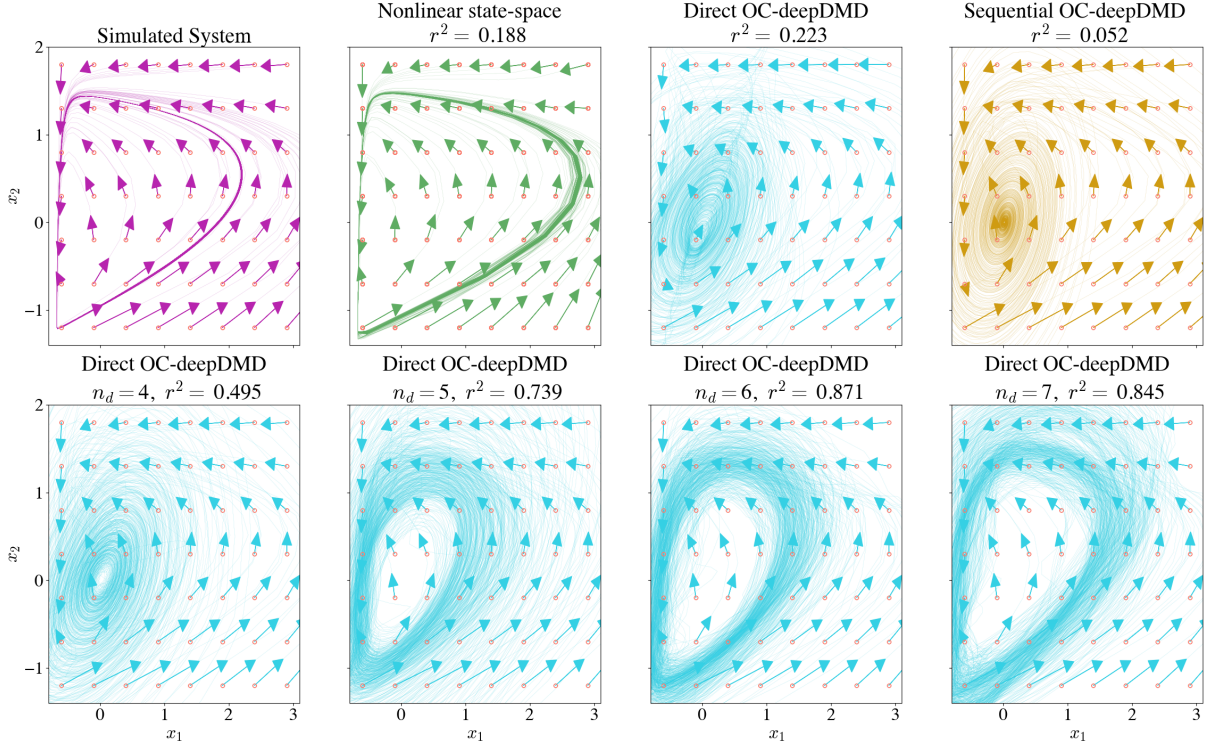 Simulated System
Nonlinear state-space
r² = 0.188
Direct OC-deepDMD
r² = 0.223
Sequential OC-deepDMD
r² = 0.052
2
1
0
−1
x₂
Direct OC-deepDMD
n_d = 4, r² = 0.495
Direct OC-deepDMD
n_d = 5, r² = 0.739
Direct OC-deepDMD
n_d = 6, r² = 0.871
Direct OC-deepDMD
n_d = 7, r² = 0.845
2
1
0
−1
x₂
0 1 2 3
x₁
0 1 2 3
x₁
0 1 2 3
x₁
0 1 2 3
x₁